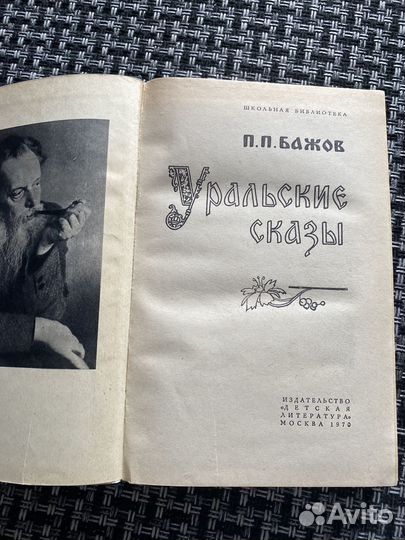 ШКОЛЬНАЯ БИБЛИОТЕКА
П.П.БАЖОВ
Уральские
сказы
ИЗДАТЕЛЬСТВО
«ДЕТСКАЯ
ЛИТЕРАТУРА»
МОСКВА 1970
Avito